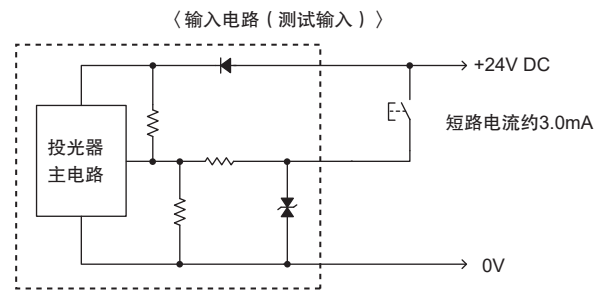 〈输入电路（测试输入）〉
+24V DC
短路电流约3.0mA
投光器
主电路
0V